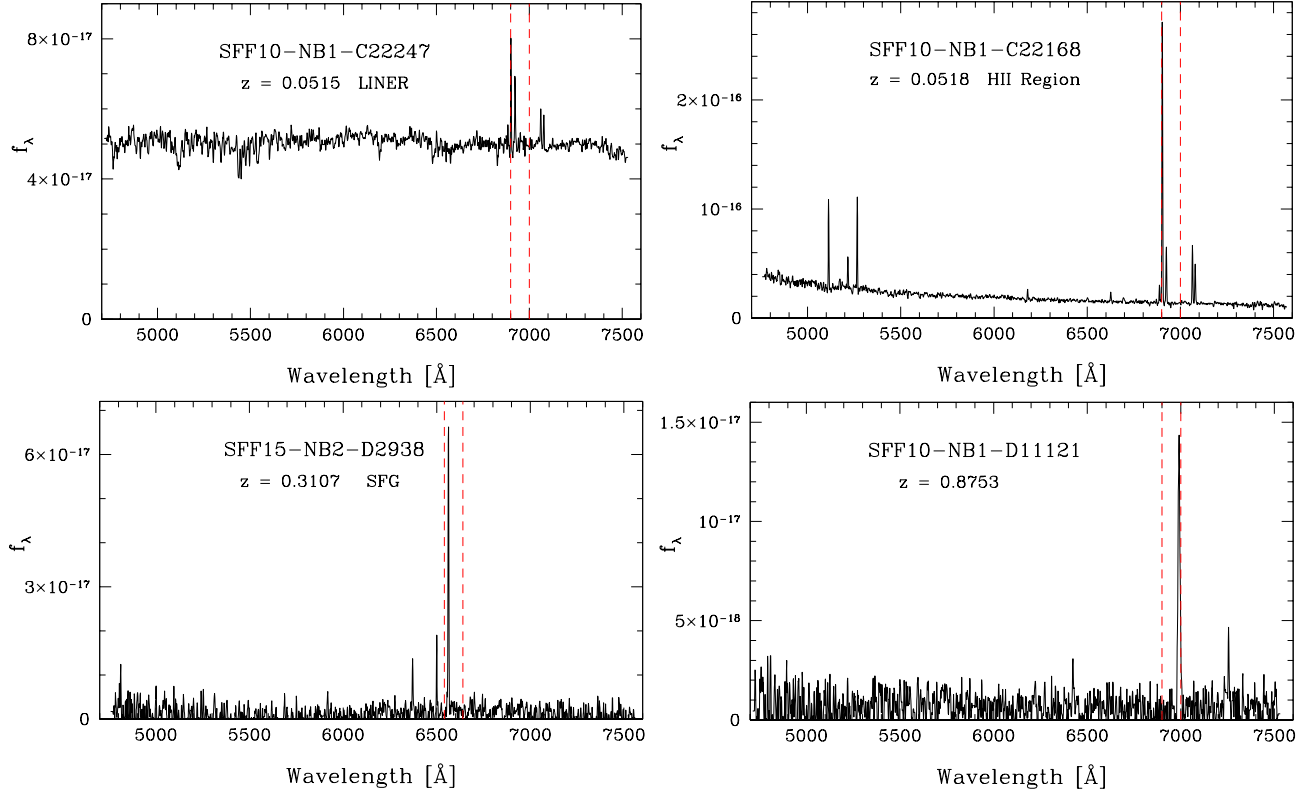 8×10⁻¹⁷
4×10⁻¹⁷
0
f_λ
SFF10−NB1−C22247
z = 0.0515 LINER
5000 5500 6000 6500 7000 7500
Wavelength [Å]
2×10⁻¹⁶
10⁻¹⁶
0
f_λ
SFF10−NB1−C22168
z = 0.0518 HII Region
5000 5500 6000 6500 7000 7500
Wavelength [Å]
6×10⁻¹⁷
3×10⁻¹⁷
0
f_λ
SFF15−NB2−D2938
z = 0.3107 SFG
5000 5500 6000 6500 7000 7500
Wavelength [Å]
1.5×10⁻¹⁷
10⁻¹⁷
5×10⁻¹⁸
0
f_λ
SFF10−NB1−D11121
z = 0.8753
5000 5500 6000 6500 7000 7500
Wavelength [Å]